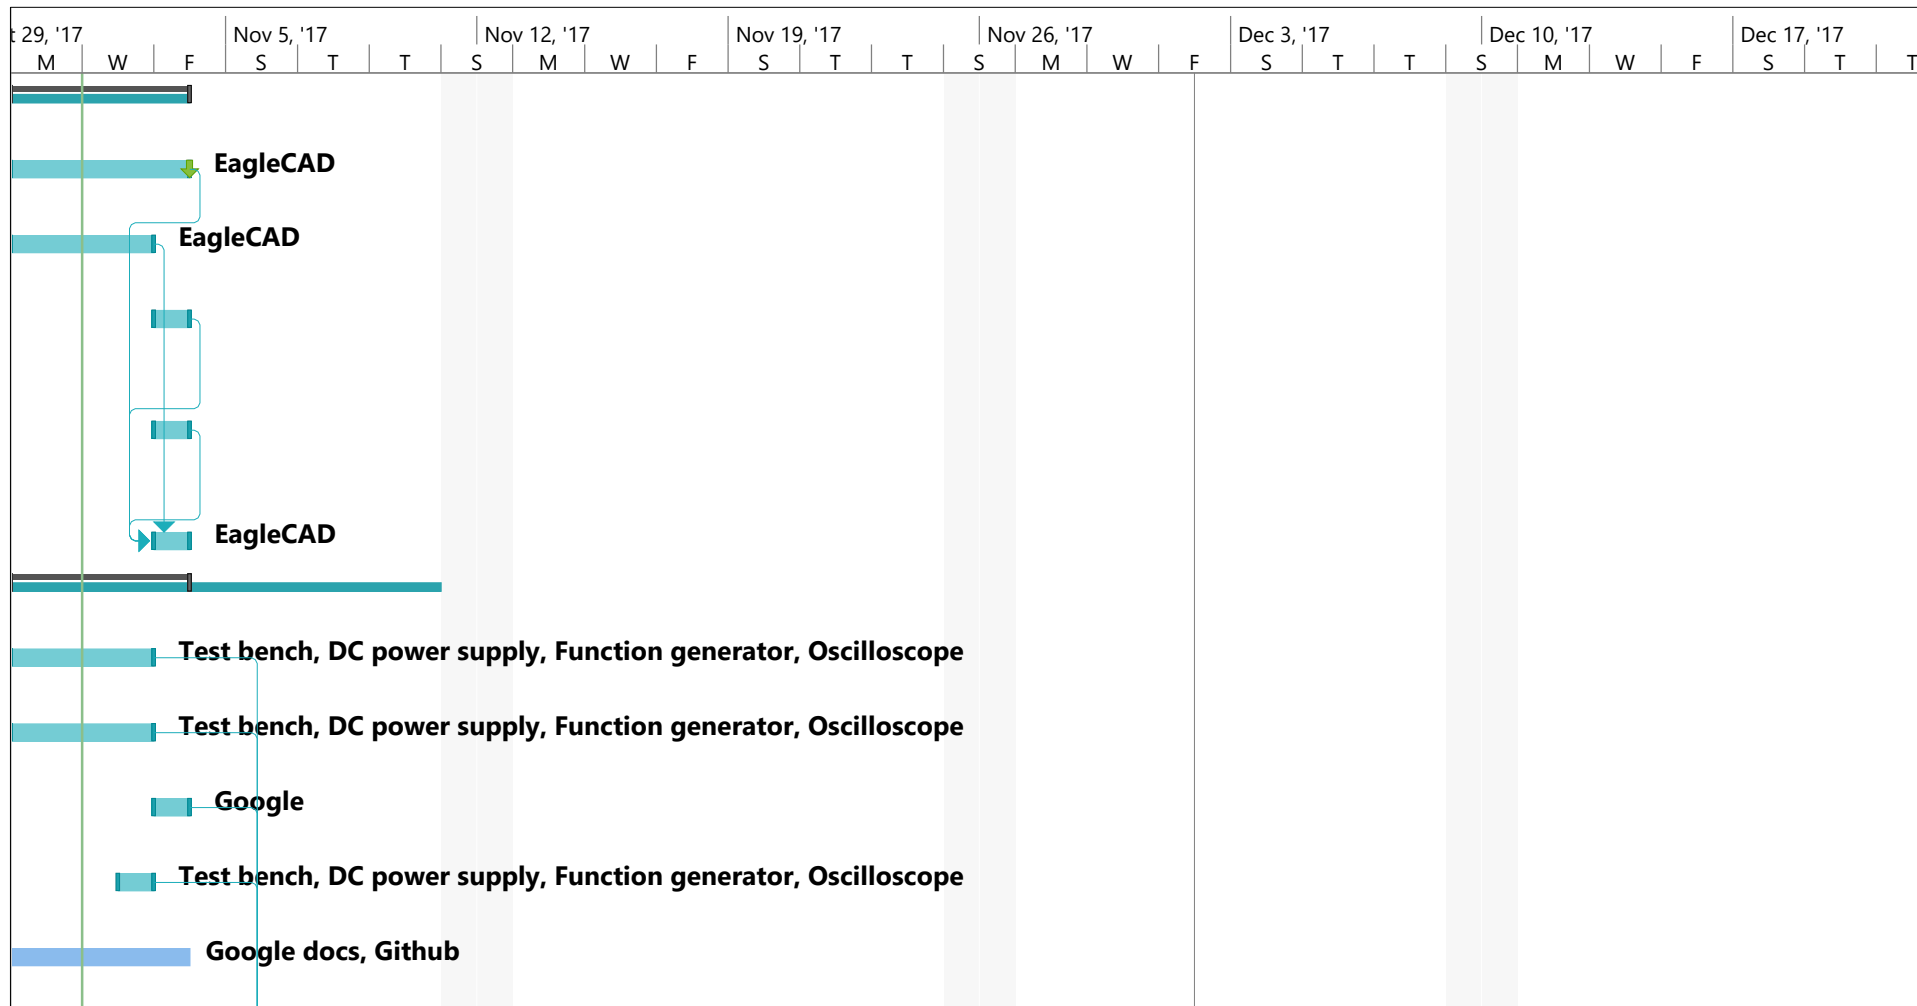 t 29, '17 Nov 5, '17 Nov 12, '17 Nov 19, '17 Nov 26, '17 Dec 3, '17 Dec 10, '17 Dec 17, '17
M W F S T T S M W F S T T S M W F S T T S M W F S T T
EagleCAD
EagleCAD
EagleCAD
Test bench, DC power supply, Function generator, Oscilloscope
Test bench, DC power supply, Function generator, Oscilloscope
Google
Test bench, DC power supply, Function generator, Oscilloscope
Google docs, Github